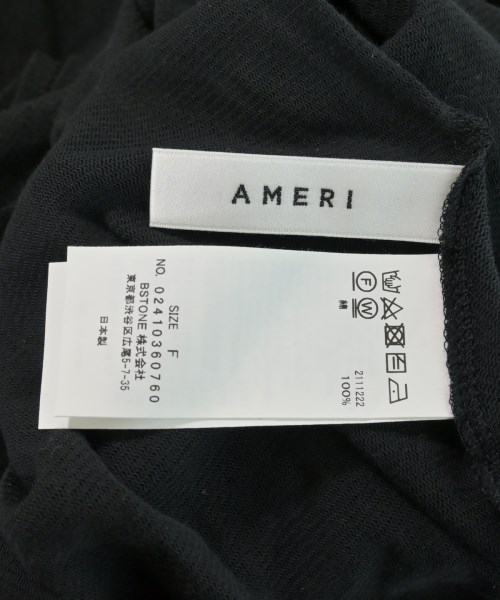 AMERI
綿 100%
2111222
SIZE F
NO. 02410360760
BSTONE 株式会社
東京都渋谷区広尾5-7-35
日本製
F
W